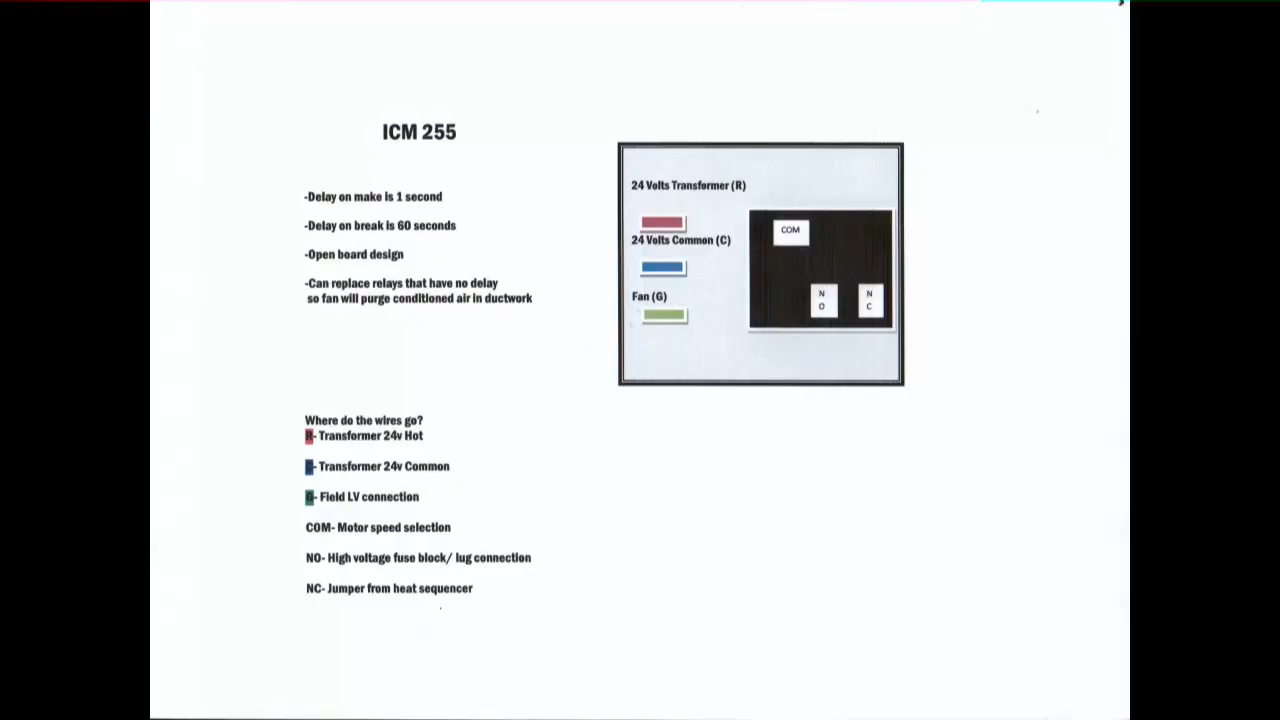 ICM 255
-Delay on make is 1 second
-Delay on break is 60 seconds
-Open board design
-Can replace relays that have no delay
so fan will purge conditioned air in ductwork
24 Volts Transformer (R)
24 Volts Common (C)
Fan (G)
COM
N
O
N
C
Where do the wires go?
R- Transformer 24v Hot
C- Transformer 24v Common
G- Field LV connection
COM- Motor speed selection
NO- High voltage fuse block/ lug connection
NC- Jumper from heat sequencer